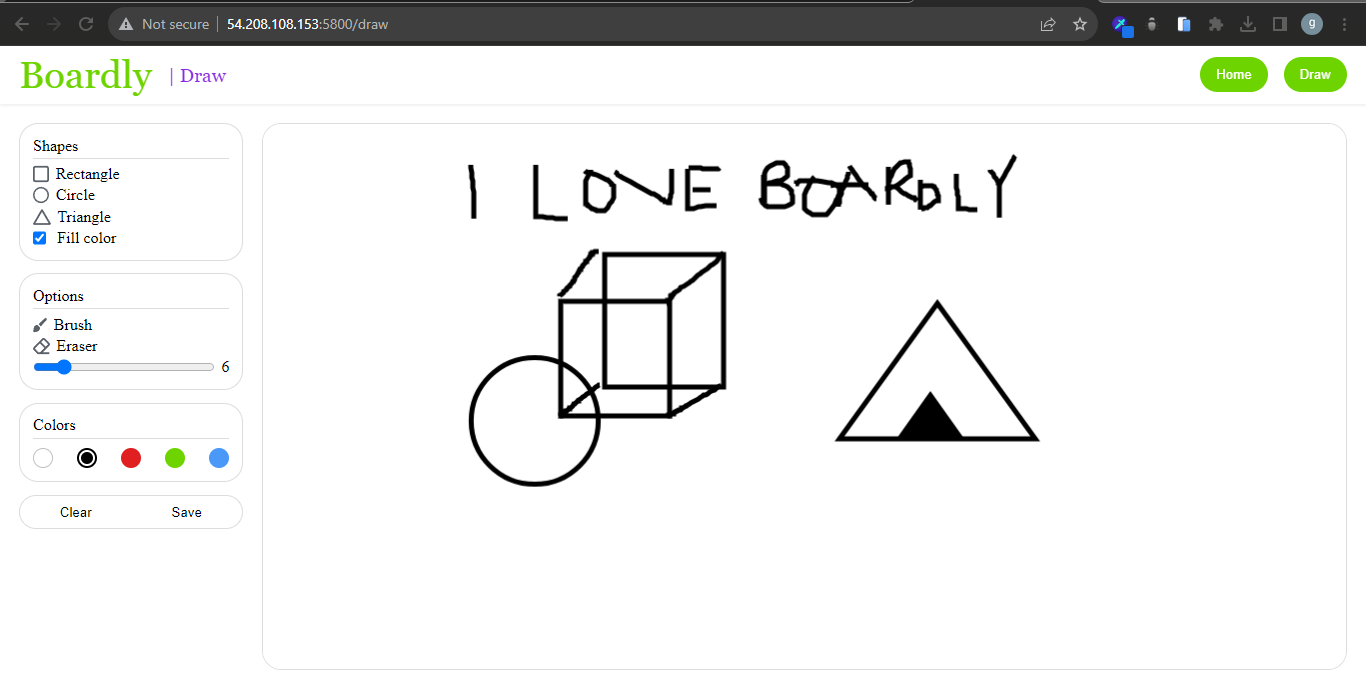 Not secure | 54.208.108.153:5800/draw
g
Boardly | Draw
Home
Draw
Shapes
Rectangle
Circle
Triangle
Fill color
Options
Brush
Eraser
6
Colors
Clear
Save
I LOVE BOARDLY